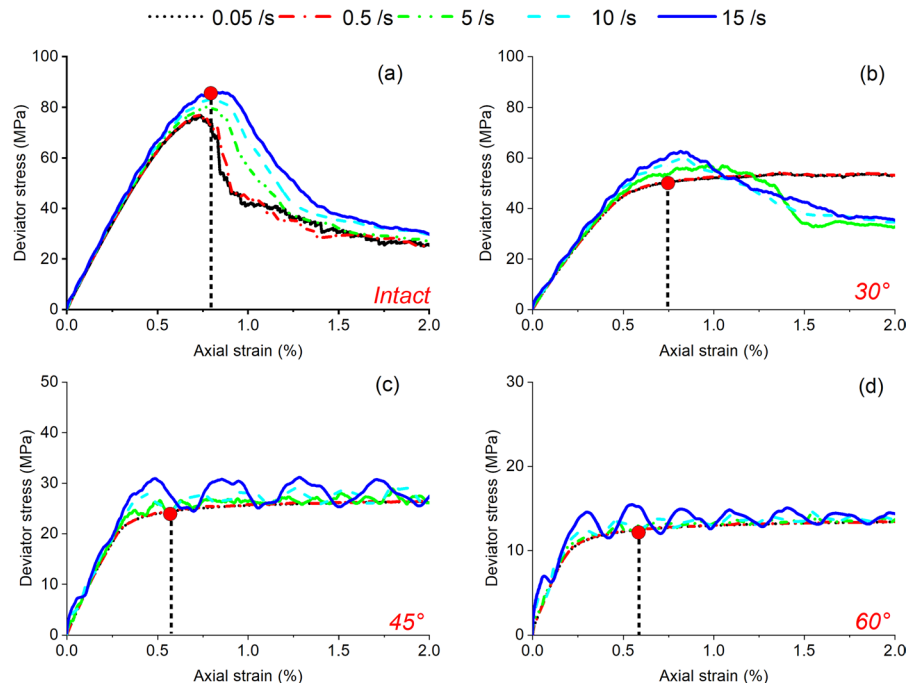 0.05 /s 0.5 /s 5 /s 10 /s 15 /s
(a)
Deviator stress (MPa)
100
80
60
40
20
0
Intact
0.0 0.5 1.0 1.5 2.0
Axial strain (%)
(b)
Deviator stress (MPa)
100
80
60
40
20
0
30°
0.0 0.5 1.0 1.5 2.0
Axial strain (%)
(c)
Deviator stress (MPa)
50
40
30
20
10
0
45°
0.0 0.5 1.0 1.5 2.0
Axial strain (%)
(d)
Deviator stress (MPa)
30
20
10
0
60°
0.0 0.5 1.0 1.5 2.0
Axial strain (%)